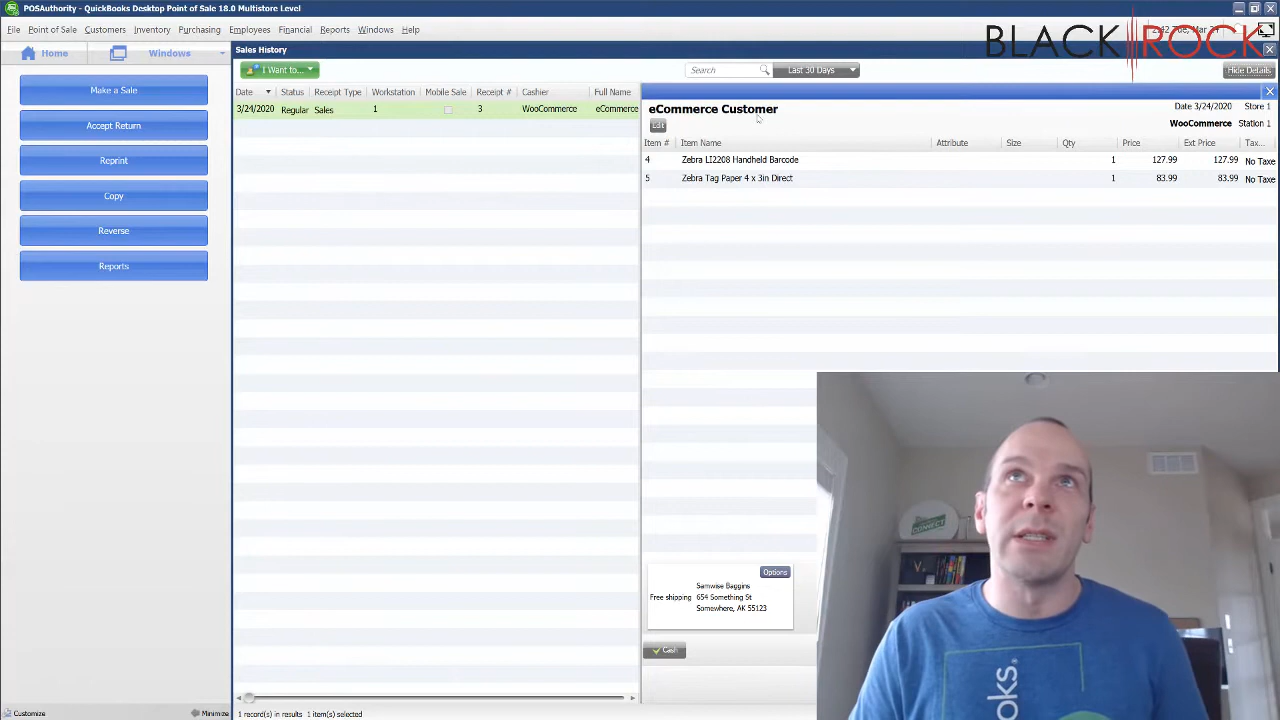 POSAuthority - QuickBooks Desktop Point of Sale 18.0 Multistore Level
File Point of Sale Customers Inventory Purchasing Employees Financial Reports Windows Help
BLACK ROCK
Home Windows
Sales History
I Want to... Search Last 30 Days Hide Details
Make a Sale
Accept Return
Reprint
Copy
Reverse
Reports
Date Status Receipt Type Workstation Mobile Sale Receipt # Cashier Full Name
3/24/2020 Regular Sales 1 3 WooCommerce eCommerce
eCommerce Customer Date 3/24/2020 Store 1
Edit WooCommerce Station 1
Item # Item Name Attribute Size Qty Price Ext Price Tax...
4 Zebra LI2208 Handheld Barcode 1 127.99 127.99 No Taxe
5 Zebra Tag Paper 4 x 3in Direct 1 83.99 83.99 No Taxe
Options
Samwise Baggins
Free shipping 654 Something St
Somewhere, AK 55123
Cash
CONNECT
oks.
Customize Minimize 1 record(s) in results 1 item(s) selected